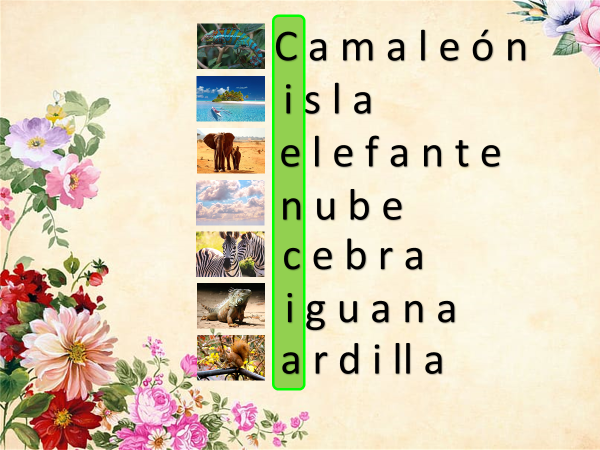 Camaleón
isla
elefante
nube
cebra
iguana
ardilla